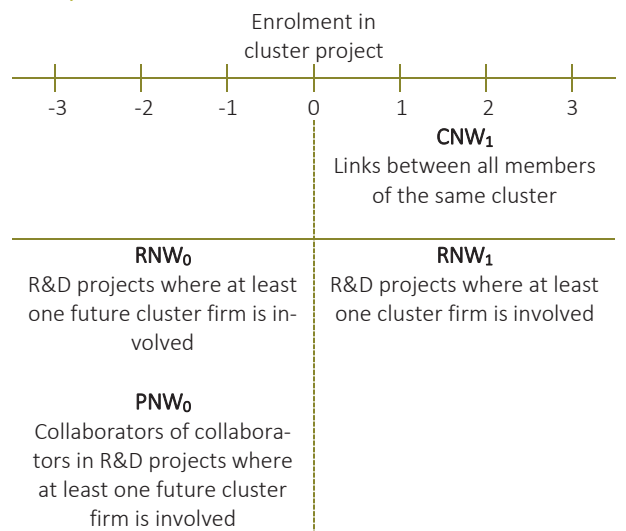 Enrolment in
cluster project
-3 -2 -1 0 1 2 3
CNW₁
Links between all members
of the same cluster
RNW₀
R&D projects where at least
one future cluster firm is in-
volved
RNW₁
R&D projects where at least
one cluster firm is involved
PNW₀
Collaborators of collabora-
tors in R&D projects where
at least one future cluster
firm is involved